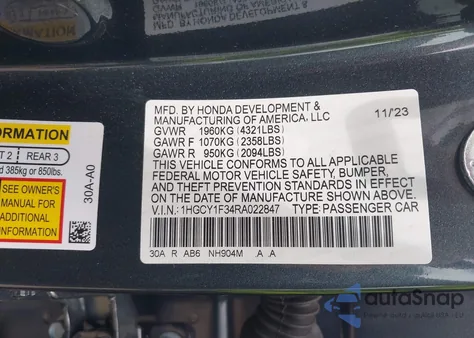 MFD. BY HONDA DEVELOPMENT &
MANUFACTURING OF AMERICA, LLC
11/23
GVWR 1960KG (4321LBS)
GAWR F 1070KG (2358LBS)
GAWR R 950KG (2094LBS)
THIS VEHICLE CONFORMS TO ALL APPLICABLE
FEDERAL MOTOR VEHICLE SAFETY, BUMPER,
AND THEFT PREVENTION STANDARDS IN EFFECT
ON THE DATE OF MANUFACTURE SHOWN ABOVE.
V.I.N.: 1HGCY1F34RA022847 TYPE: PASSENGER CAR
30A R AB6 NH904M .A .A
FORMATION
T 2 REAR 3
d 385kg or 850lbs.
SEE OWNER'S
MANUAL
30A-A0
autoSnap